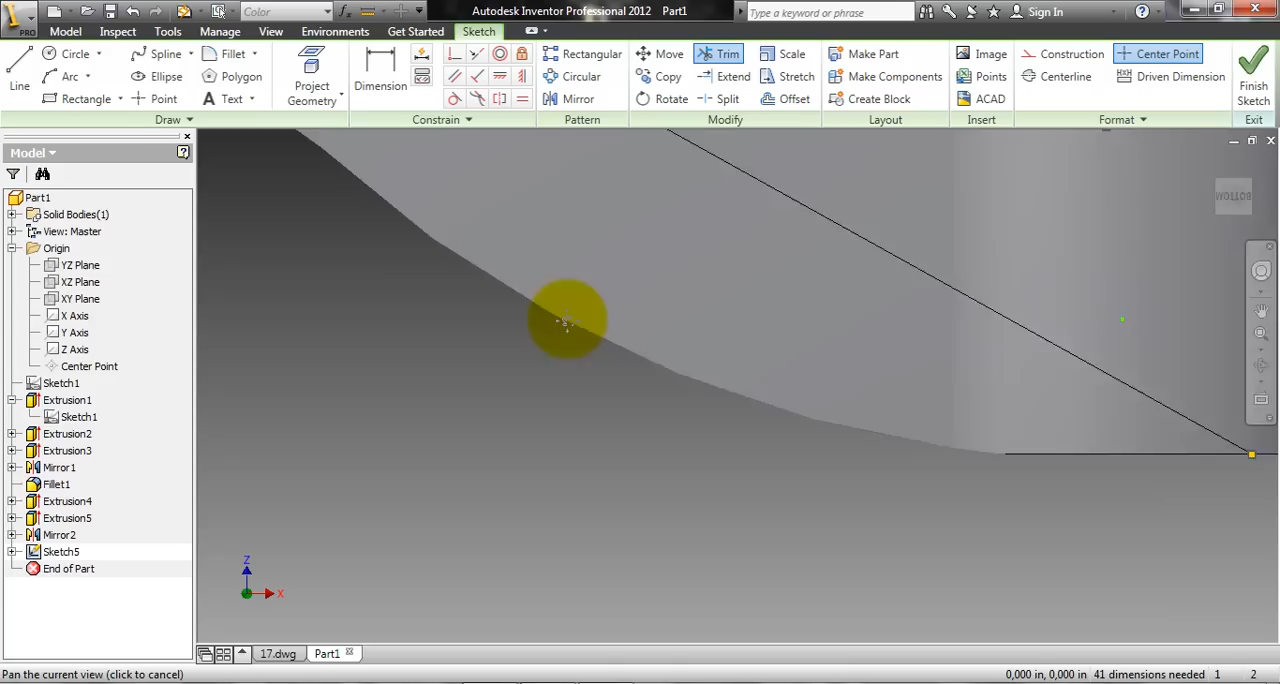 Color
Autodesk Inventor Professional 2012 Part1
Type a keyword or phrase
Sign In
PRO
Model Inspect Tools Manage View Environments Get Started Sketch
Line
Circle
Arc
Rectangle
Spline
Ellipse
Point
Fillet
Polygon
Text
Project
Geometry
Dimension
Rectangular
Circular
Mirror
Move
Copy
Rotate
Trim
Extend
Split
Scale
Stretch
Offset
Make Part
Make Components
Create Block
Image
Points
ACAD
Construction
Centerline
Center Point
Driven Dimension
Finish
Sketch
Draw
Constrain
Pattern
Modify
Layout
Insert
Format
Exit
Model
Part1
Solid Bodies(1)
View: Master
Origin
YZ Plane
XZ Plane
XY Plane
X Axis
Y Axis
Z Axis
Center Point
Sketch1
Extrusion1
Sketch1
Extrusion2
Extrusion3
Mirror1
Fillet1
Extrusion4
Extrusion5
Mirror2
Sketch5
End of Part
BOTTOM
Z
X
17.dwg
Part1
Pan the current view (click to cancel)
0,000 in, 0,000 in 41 dimensions needed 1 2